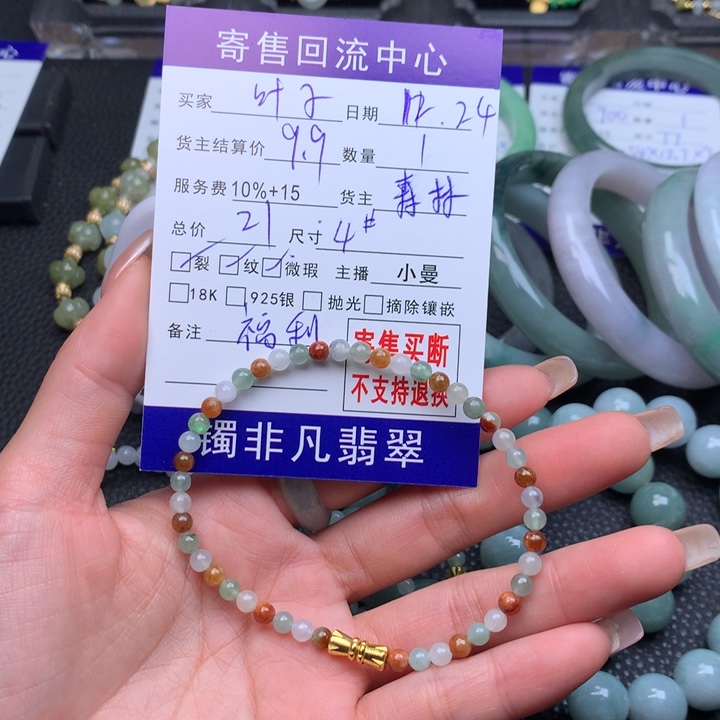 寄售回流中心
买家 叶子 日期 12.24
货主结算价 9.9 数量 1
服务费 10%+15 货主
总价 21 尺寸 4#
裂 纹 微瑕 主播 小曼
18K 925银 抛光 摘除镶嵌
备注 福利
寄售买断
不支持退换
镯非凡翡翠